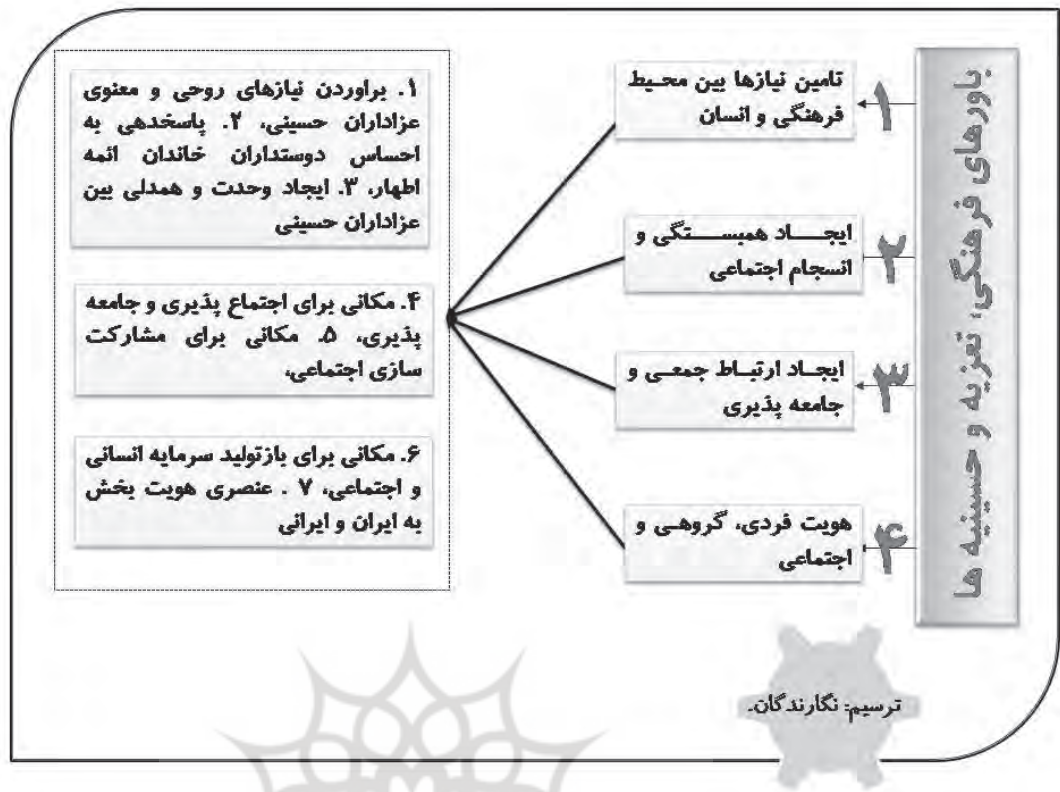 باورهای فرهنگی، تعزیه و حسینیه ها
۱
تامین نیازها بین محیط
فرهنگی و انسان
۲
ایجاد همبستگی و
انسجام اجتماعی
۳
ایجاد ارتباط جمعی و
جامعه پذیری
۴
هویت فردی، گروهی و
اجتماعی
۱. براوردن نیازهای روحی و معنوی
عزاداران حسینی، ۲. پاسخدهی به
احساس دوستداران خاندان ائمه
اطهار، ۳. ایجاد وحدت و همدلی بین
عزاداران حسینی
۴. مکانی برای اجتماع پذیری و جامعه
پذیری، ۵. مکانی برای مشارکت
سازی اجتماعی،
۶. مکانی برای بازتولید سرمایه انسانی
و اجتماعی، ۷ . عنصری هویت بخش
به ایران و ایرانی
ترسیم: نگارندگان.